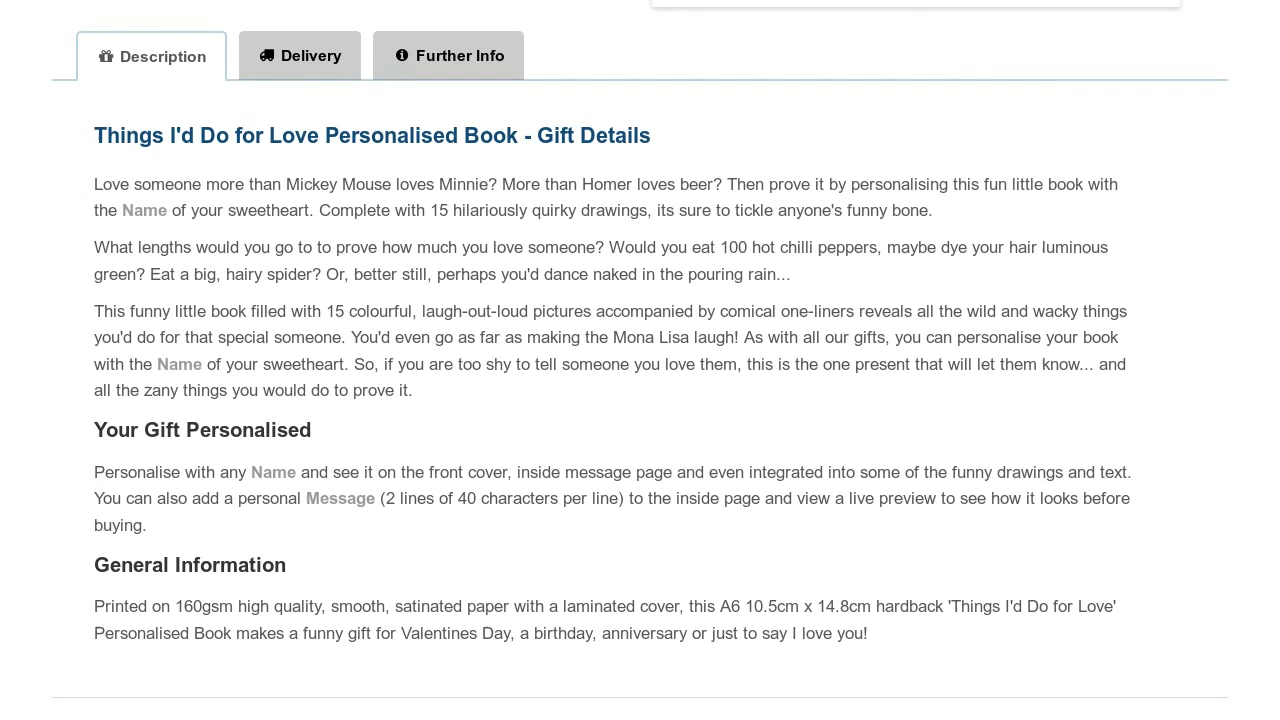 Description
Delivery
Further Info
Things I'd Do for Love Personalised Book - Gift Details
Love someone more than Mickey Mouse loves Minnie? More than Homer loves beer? Then prove it by personalising this fun little book with
the Name of your sweetheart. Complete with 15 hilariously quirky drawings, its sure to tickle anyone's funny bone.
What lengths would you go to to prove how much you love someone? Would you eat 100 hot chilli peppers, maybe dye your hair luminous
green? Eat a big, hairy spider? Or, better still, perhaps you'd dance naked in the pouring rain...
This funny little book filled with 15 colourful, laugh-out-loud pictures accompanied by comical one-liners reveals all the wild and wacky things
you'd do for that special someone. You'd even go as far as making the Mona Lisa laugh! As with all our gifts, you can personalise your book
with the Name of your sweetheart. So, if you are too shy to tell someone you love them, this is the one present that will let them know... and
all the zany things you would do to prove it.
Your Gift Personalised
Personalise with any Name and see it on the front cover, inside message page and even integrated into some of the funny drawings and text.
You can also add a personal Message (2 lines of 40 characters per line) to the inside page and view a live preview to see how it looks before
buying.
General Information
Printed on 160gsm high quality, smooth, satinated paper with a laminated cover, this A6 10.5cm x 14.8cm hardback 'Things I'd Do for Love'
Personalised Book makes a funny gift for Valentines Day, a birthday, anniversary or just to say I love you!